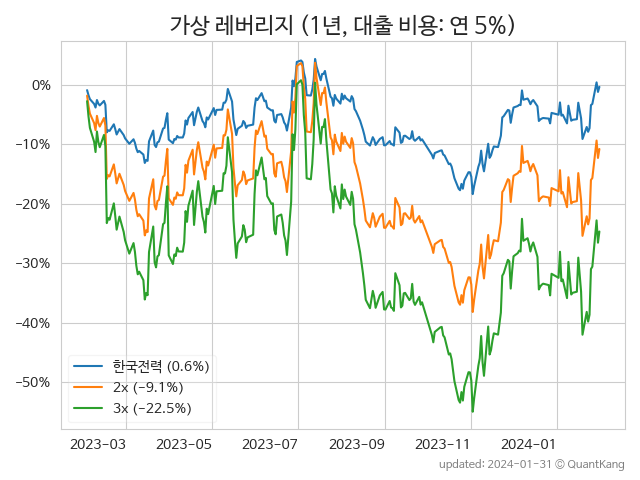 가상 레버리지 (1년, 대출 비용: 연 5%)
0%
−10%
−20%
−30%
−40%
−50%
한국전력 (0.6%)
2x (−9.1%)
3x (−22.5%)
2023-03 2023-05 2023-07 2023-09 2023-11 2024-01
updated: 2024-01-31 © QuantKang